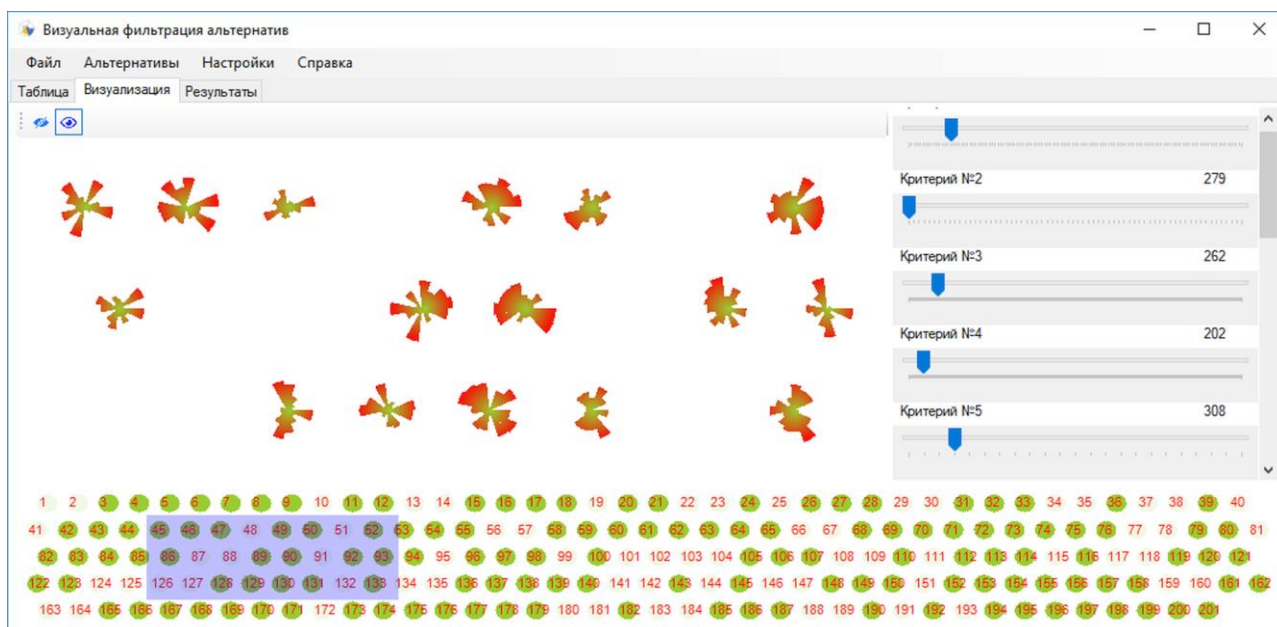 Визуальная фильтрация альтернатив
Файл Альтернативы Настройки Справка
Таблица Визуализация Результаты
Критерий №2 279
Критерий №3 262
Критерий №4 202
Критерий №5 308
1 2 3 4 5 6 7 8 9 10 11 12 13 14 15 16 17 18 19 20 21 22 23 24 25 26 27 28 29 30 31 32 33 34 35 36 37 38 39 40
41 42 43 44 45 46 47 48 49 50 51 52 53 54 55 56 57 58 59 60 61 62 63 64 65 66 67 68 69 70 71 72 73 74 75 76 77 78 79 80 81
82 83 84 85 86 87 88 89 90 91 92 93 94 95 96 97 98 99 100 101 102 103 104 105 106 107 108 109 110 111 112 113 114 115 116 117 118 119 120 121
122 123 124 125 126 127 128 129 130 131 132 133 134 135 136 137 138 139 140 141 142 143 144 145 146 147 148 149 150 151 152 153 154 155 156 157 158 159 160 161 162
163 164 165 166 167 168 169 170 171 172 173 174 175 176 177 178 179 180 181 182 183 184 185 186 187 188 189 190 191 192 193 194 195 196 197 198 199 200 201